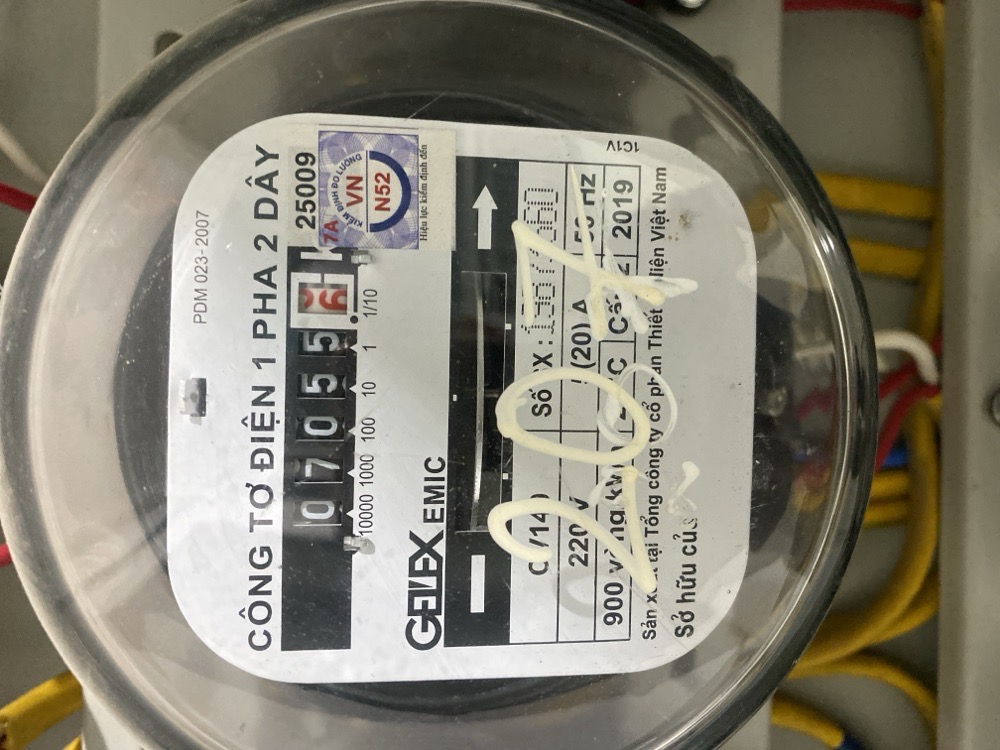 PDM 023-2007
CÔNG TƠ ĐIỆN 1 PHA 2 DÂY
25009
KIỂM ĐỊNH ĐO LƯỜNG
VN
N52
7A
Hiệu lực kiểm định đến
0 7 0 5 5 6
10000 1000 100 10 1 1/10
GELEX EMIC
220 V
50 Hz
900 vòng/kWh
2019
Sản xuất tại Tổng công ty cổ phần Thiết bị điện Việt Nam
Sở hữu của
1C1V
207